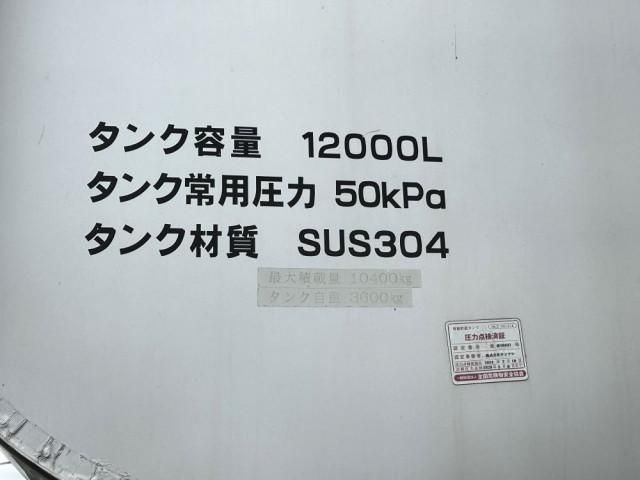 タンク容量 12000L
タンク常用圧力 50kPa
タンク材質 SUS304
最大積載量 10400kg
タンク自重 3600kg
圧力点検済証